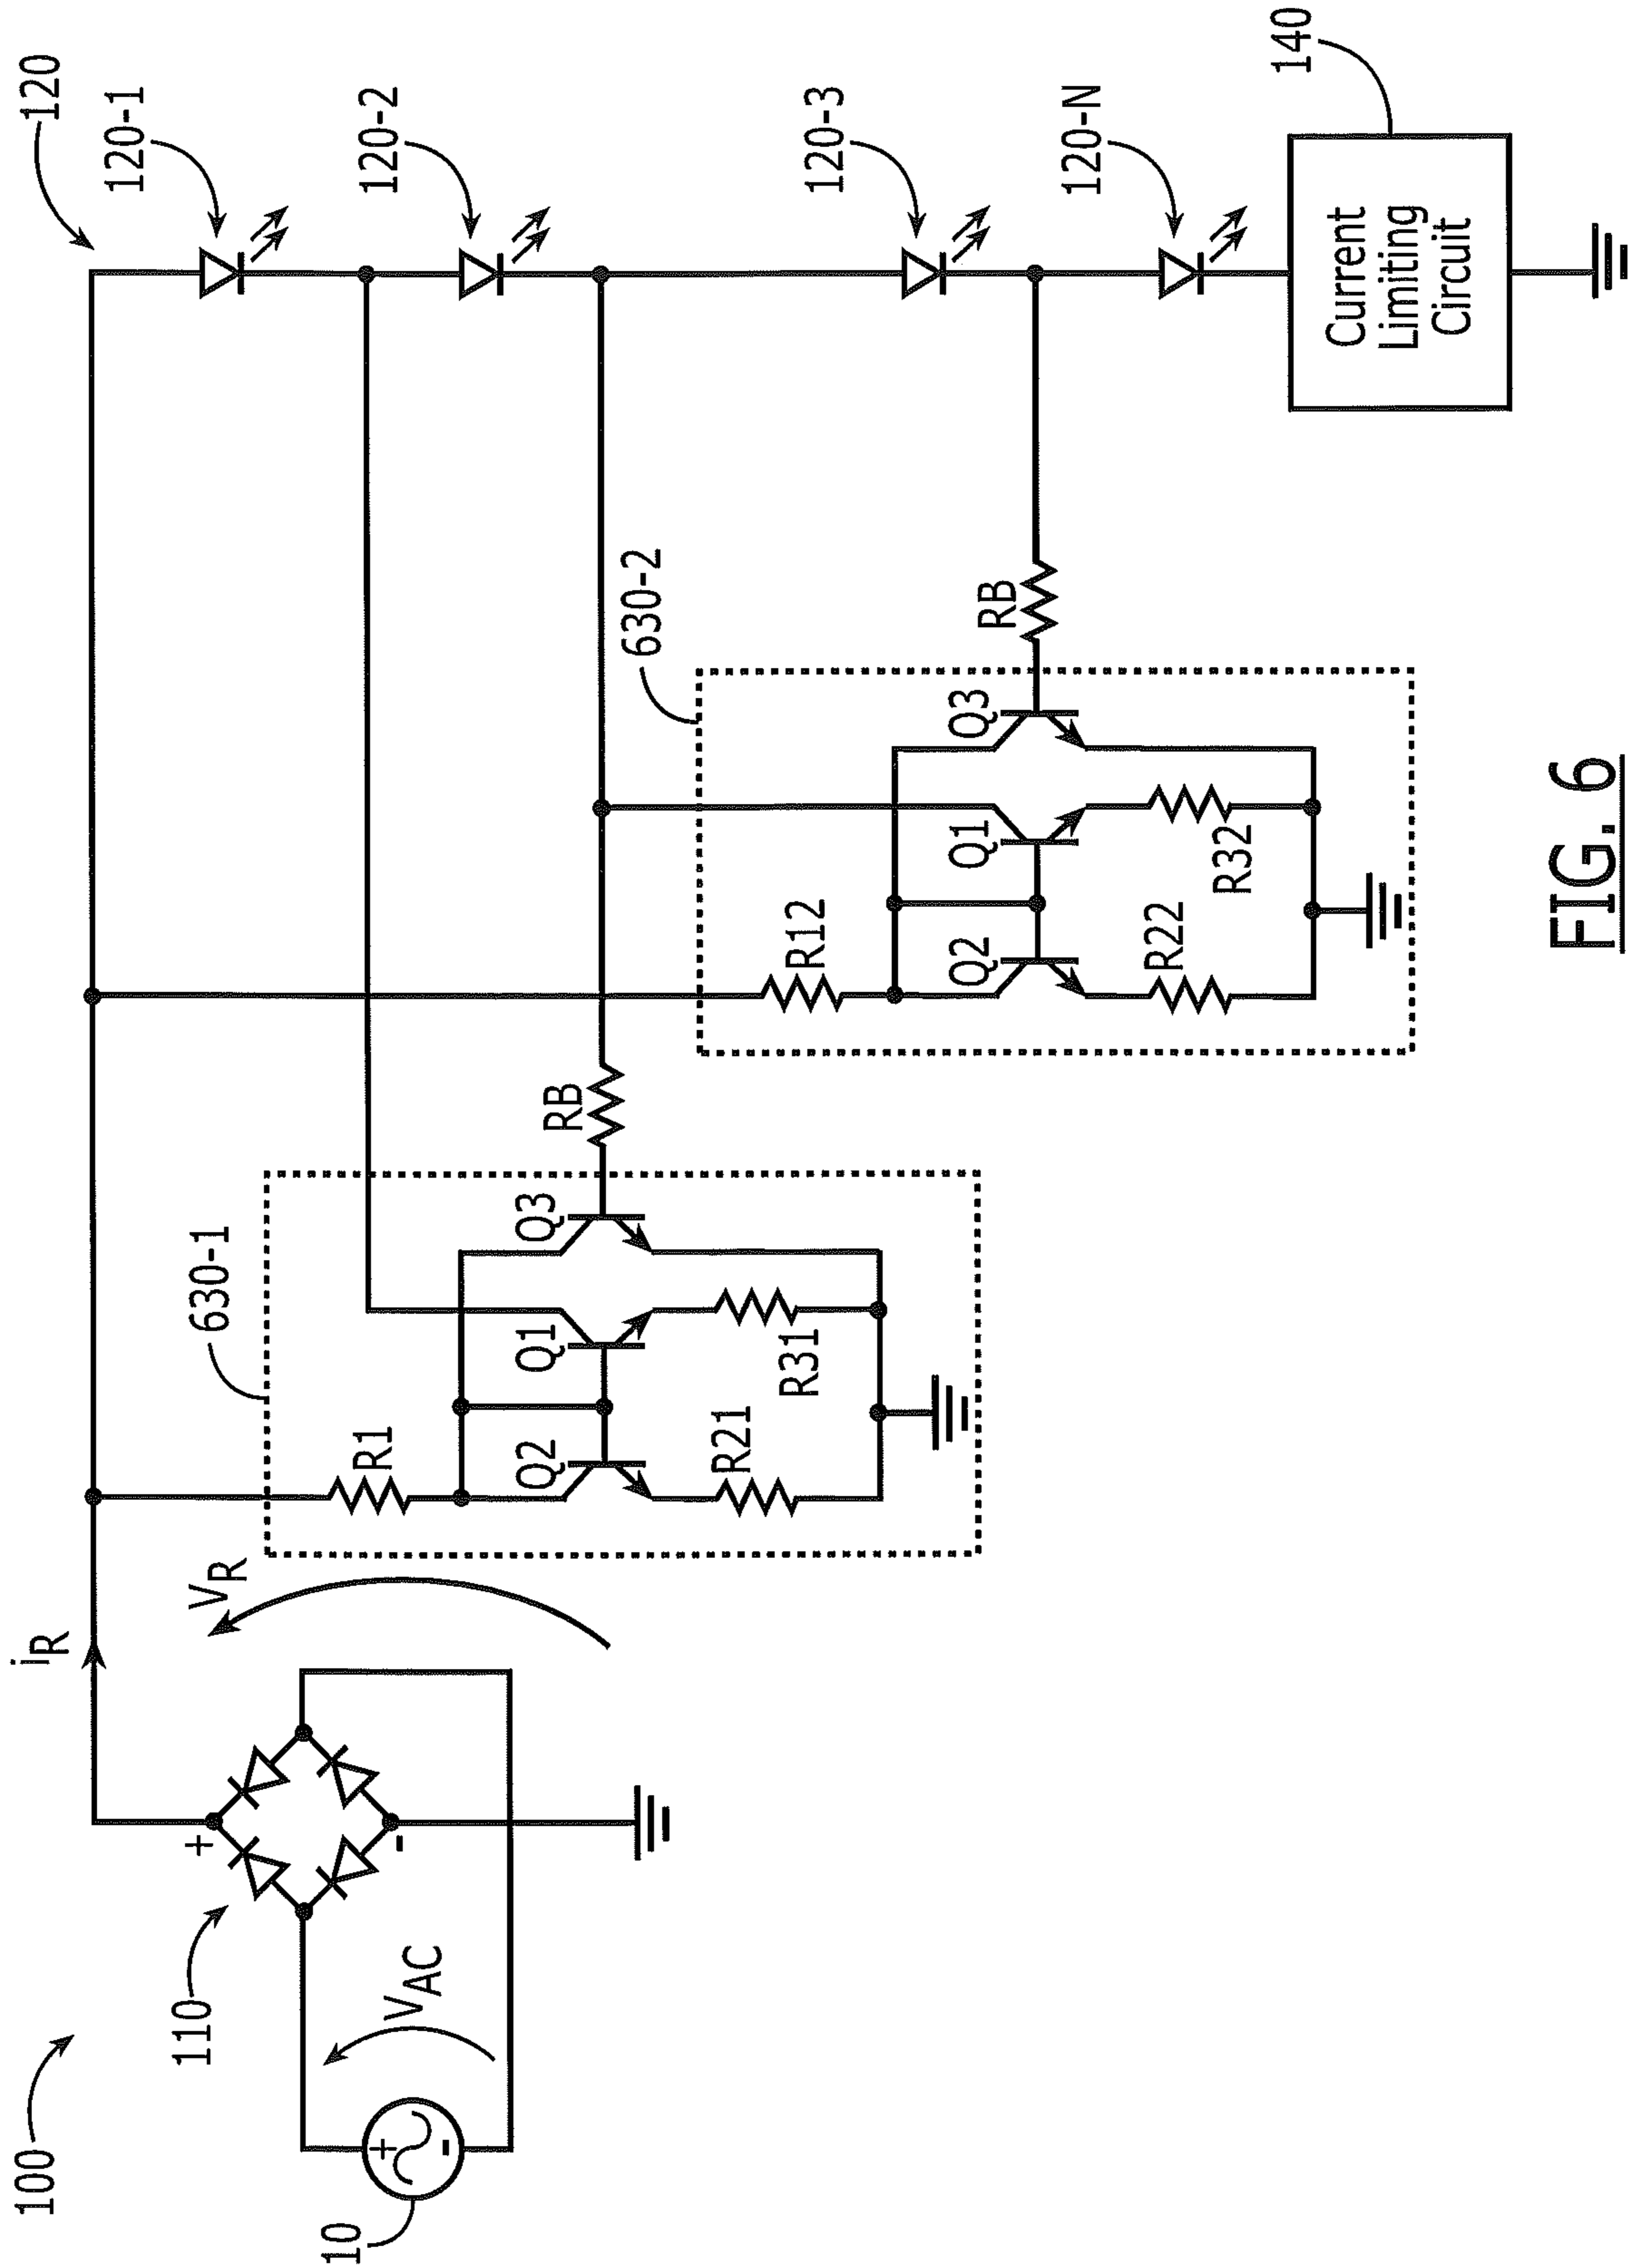 100
10
110
+
-
VAC
+
-
iR
VR
630-1
R1
Q2
Q1
Q3
R21
R31
RB
630-2
R12
Q2
Q1
Q3
R22
R32
RB
120
120-1
120-2
120-3
120-N
Current
Limiting
Circuit
140
FIG. 6